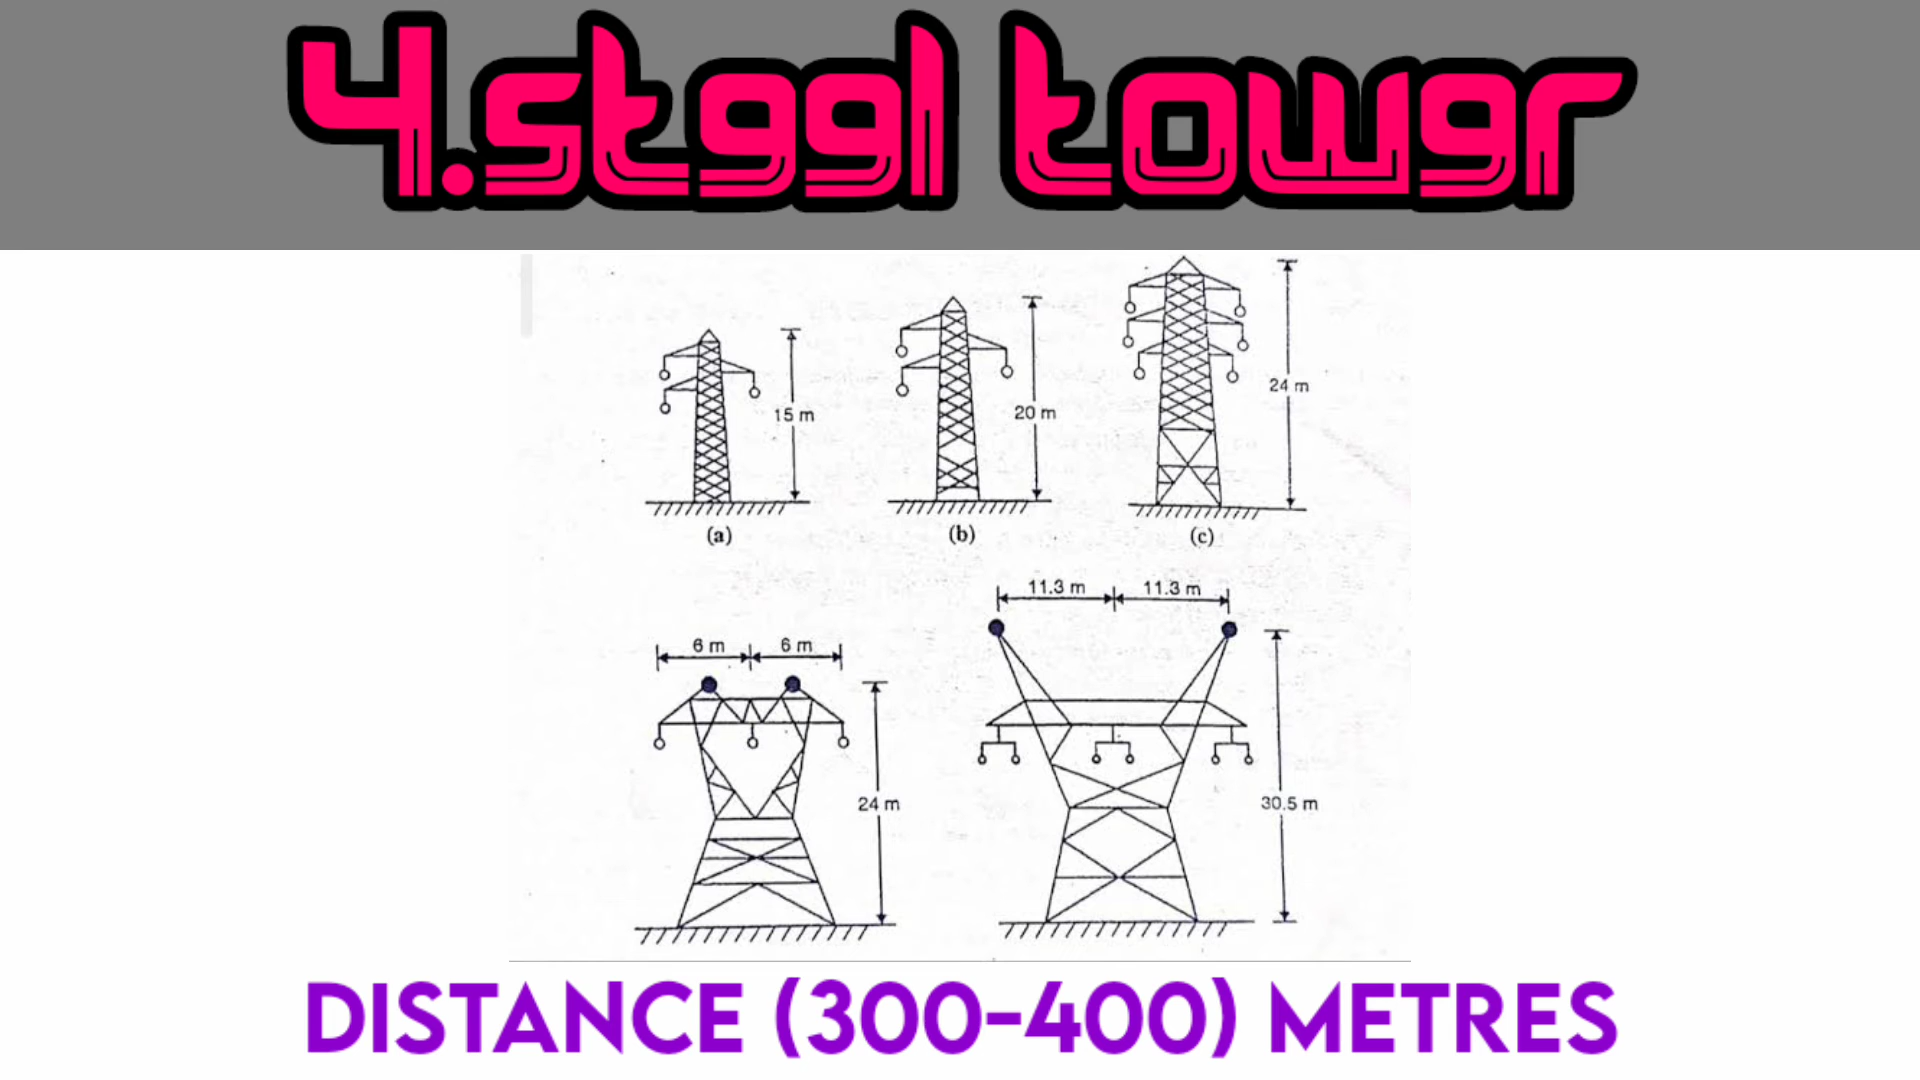 4.steel tower
15 m
20 m
24 m
(a)
(b)
(c)
11.3 m 11.3 m
6 m 6 m
24 m
30.5 m
DISTANCE (300-400) METRES